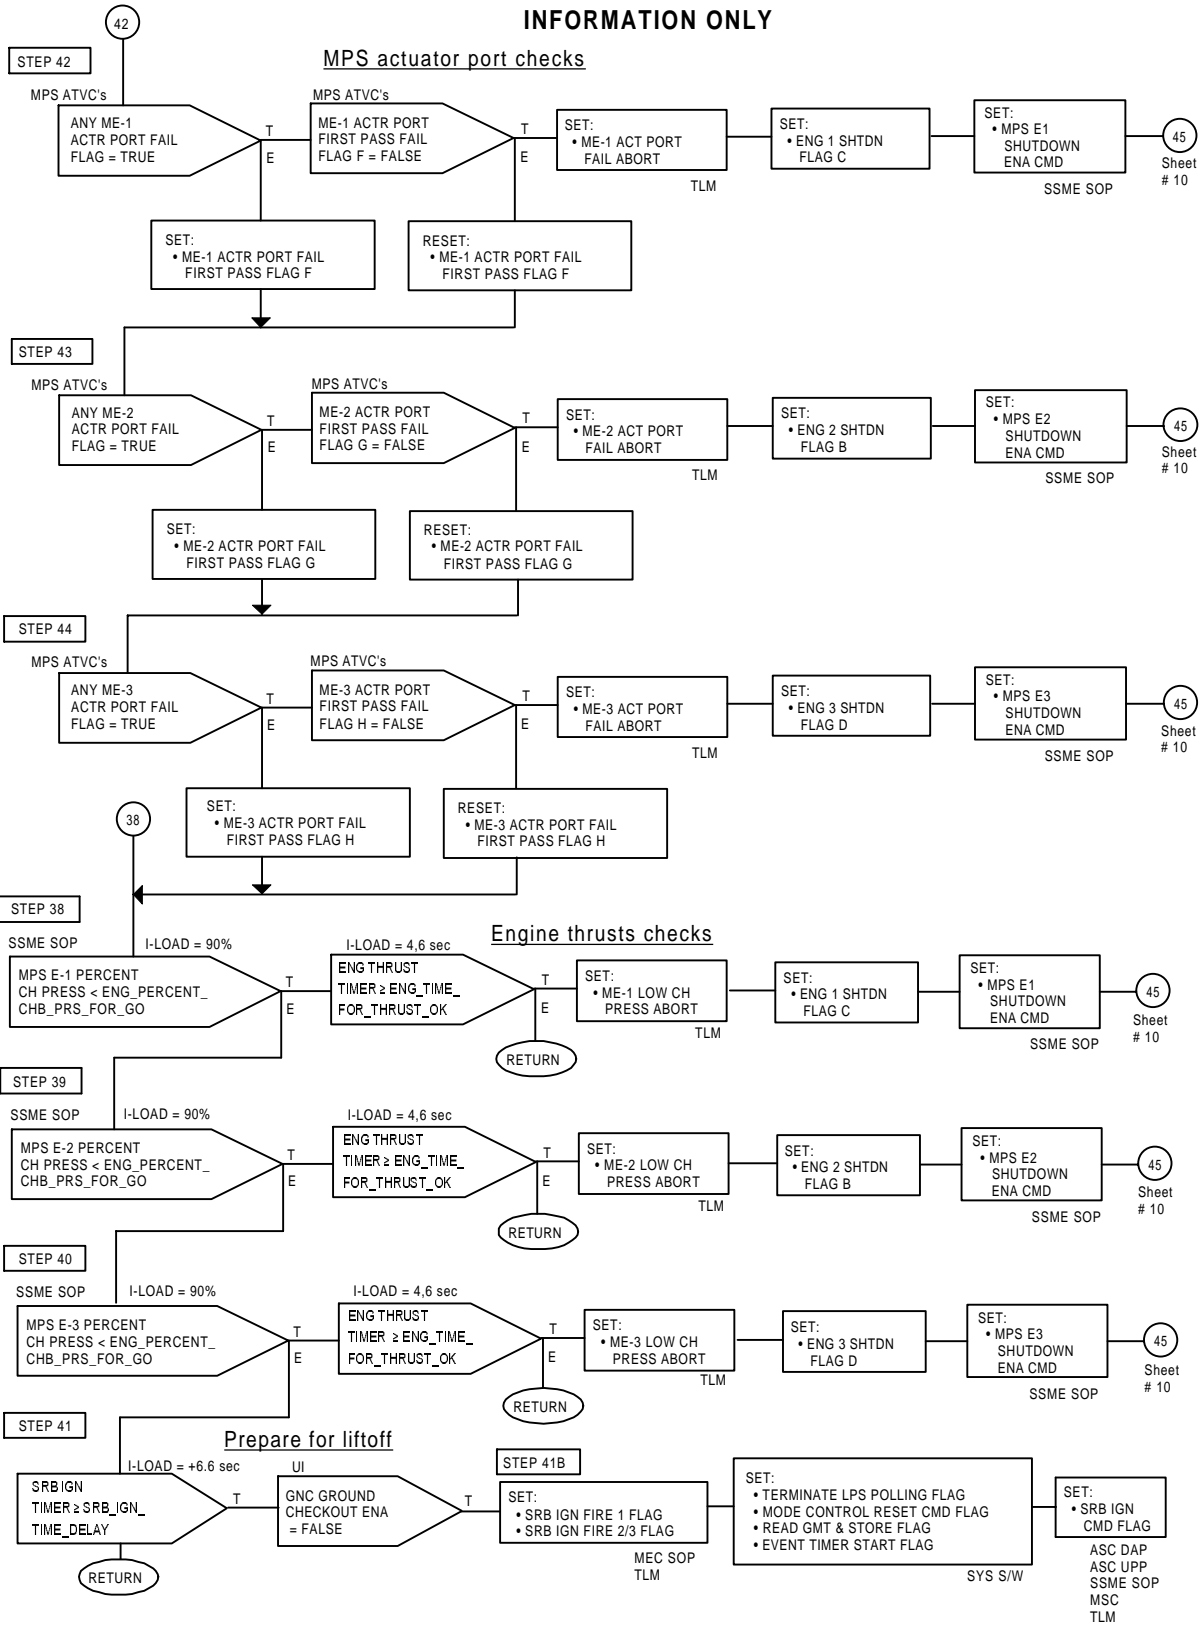 INFORMATION ONLY
42
STEP 42
MPS actuator port checks
MPS ATVC's
ANY ME-1
ACTR PORT FAIL
FLAG = TRUE
T
E
MPS ATVC's
ME-1 ACTR PORT
FIRST PASS FAIL
FLAG F = FALSE
T
E
SET:
• ME-1 ACT PORT
FAIL ABORT
TLM
SET:
• ENG 1 SHTDN
FLAG C
SET:
• MPS E1
SHUTDOWN
ENA CMD
SSME SOP
45
Sheet
# 10
SET:
• ME-1 ACTR PORT FAIL
FIRST PASS FLAG F
RESET:
• ME-1 ACTR PORT FAIL
FIRST PASS FLAG F
STEP 43
MPS ATVC's
ANY ME-2
ACTR PORT FAIL
FLAG = TRUE
T
E
MPS ATVC's
ME-2 ACTR PORT
FIRST PASS FAIL
FLAG G = FALSE
T
E
SET:
• ME-2 ACT PORT
FAIL ABORT
TLM
SET:
• ENG 2 SHTDN
FLAG B
SET:
• MPS E2
SHUTDOWN
ENA CMD
SSME SOP
45
Sheet
# 10
SET:
• ME-2 ACTR PORT FAIL
FIRST PASS FLAG G
RESET:
• ME-2 ACTR PORT FAIL
FIRST PASS FLAG G
STEP 44
MPS ATVC's
ANY ME-3
ACTR PORT FAIL
FLAG = TRUE
T
E
MPS ATVC's
ME-3 ACTR PORT
FIRST PASS FAIL
FLAG H = FALSE
T
E
SET:
• ME-3 ACT PORT
FAIL ABORT
TLM
SET:
• ENG 3 SHTDN
FLAG D
SET:
• MPS E3
SHUTDOWN
ENA CMD
SSME SOP
45
Sheet
# 10
38
SET:
• ME-3 ACTR PORT FAIL
FIRST PASS FLAG H
RESET:
• ME-3 ACTR PORT FAIL
FIRST PASS FLAG H
STEP 38
Engine thrusts checks
SSME SOP
I-LOAD = 90%
MPS E-1 PERCENT
CH PRESS < ENG_PERCENT_
CHB_PRS_FOR_GO
T
E
I-LOAD = 4,6 sec
ENG THRUST
TIMER ≥ ENG_TIME_
FOR_THRUST_OK
T
E
RETURN
SET:
• ME-1 LOW CH
PRESS ABORT
TLM
SET:
• ENG 1 SHTDN
FLAG C
SET:
• MPS E1
SHUTDOWN
ENA CMD
SSME SOP
45
Sheet
# 10
STEP 39
SSME SOP
I-LOAD = 90%
MPS E-2 PERCENT
CH PRESS < ENG_PERCENT_
CHB_PRS_FOR_GO
T
E
I-LOAD = 4,6 sec
ENG THRUST
TIMER ≥ ENG_TIME_
FOR_THRUST_OK
T
E
RETURN
SET:
• ME-2 LOW CH
PRESS ABORT
TLM
SET:
• ENG 2 SHTDN
FLAG B
SET:
• MPS E2
SHUTDOWN
ENA CMD
SSME SOP
45
Sheet
# 10
STEP 40
SSME SOP
I-LOAD = 90%
MPS E-3 PERCENT
CH PRESS < ENG_PERCENT_
CHB_PRS_FOR_GO
T
E
I-LOAD = 4,6 sec
ENG THRUST
TIMER ≥ ENG_TIME_
FOR_THRUST_OK
T
E
RETURN
SET:
• ME-3 LOW CH
PRESS ABORT
TLM
SET:
• ENG 3 SHTDN
FLAG D
SET:
• MPS E3
SHUTDOWN
ENA CMD
SSME SOP
45
Sheet
# 10
STEP 41
Prepare for liftoff
I-LOAD = +6.6 sec
SRB IGN
TIMER ≥ SRB_IGN_
TIME_DELAY
T
RETURN
UI
GNC GROUND
CHECKOUT ENA
= FALSE
T
STEP 41B
SET:
• SRB IGN FIRE 1 FLAG
• SRB IGN FIRE 2/3 FLAG
MEC SOP
TLM
SET:
• TERMINATE LPS POLLING FLAG
• MODE CONTROL RESET CMD FLAG
• READ GMT & STORE FLAG
• EVENT TIMER START FLAG
SYS S/W
SET:
• SRB IGN
CMD FLAG
ASC DAP
ASC UPP
SSME SOP
MSC
TLM